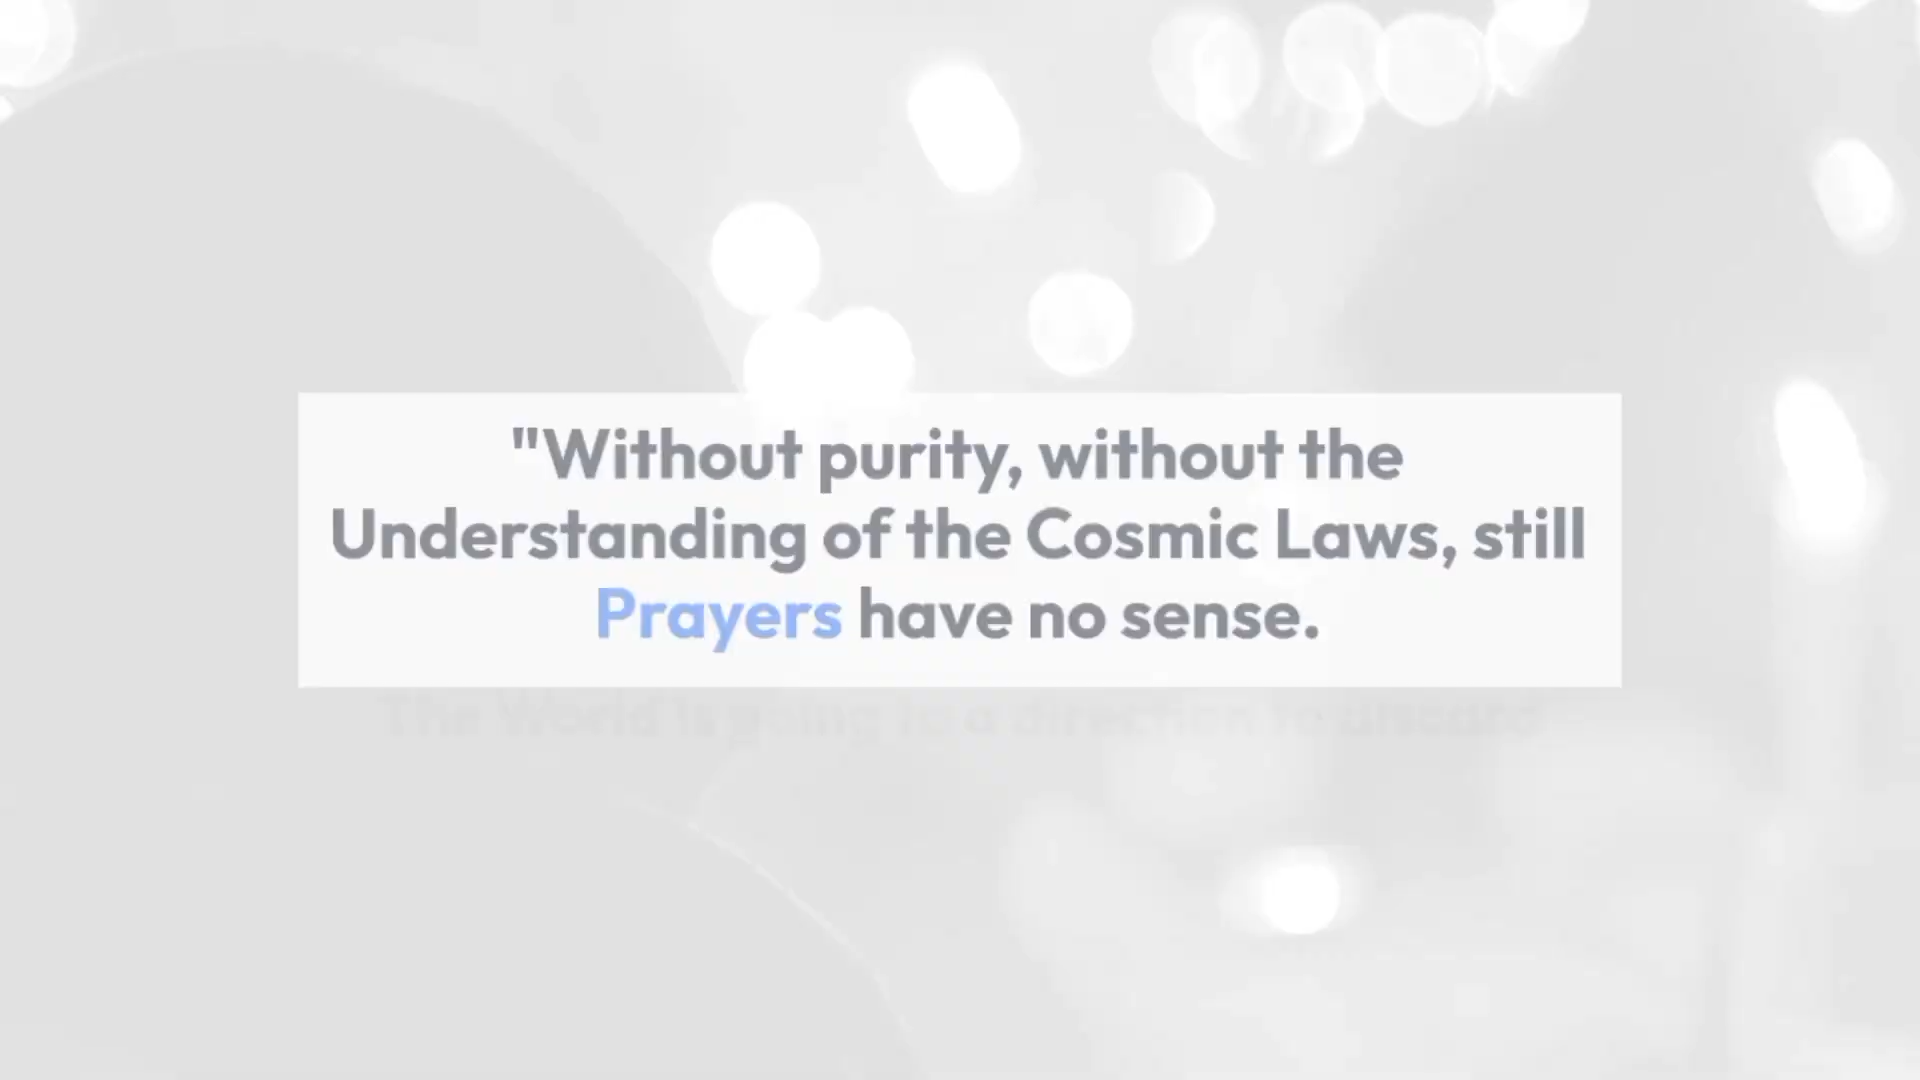 "Without purity, without the
Understanding of the Cosmic Laws, still
Prayers have no sense.
The World is going in a direction to discard